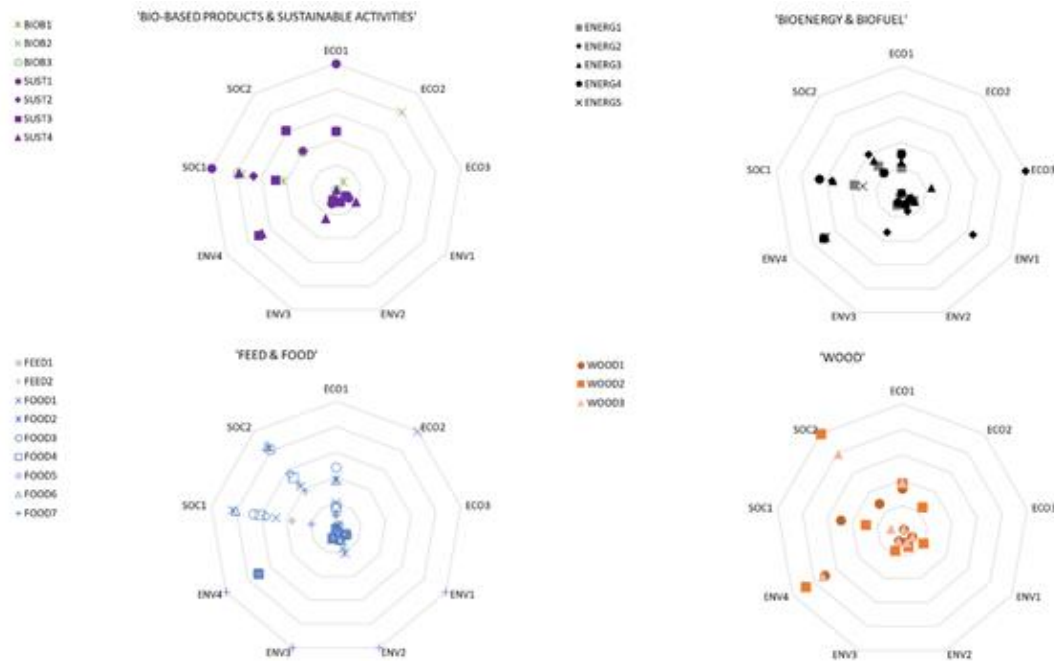 'BIO-BASED PRODUCTS & SUSTAINABLE ACTIVITIES'
BIOB1
BIOB2
BIOB3
SUST1
SUST2
SUST3
SUST4
ECO1
ECO2
ECO3
ENV1
ENV2
ENV3
ENV4
SOC1
SOC2
'BIOENERGY & BIOFUEL'
ENERG1
ENERG2
ENERG3
ENERG4
ENERG5
ECO1
ECO2
ECO3
ENV1
ENV2
ENV3
ENV4
SOC1
SOC2
'FEED & FOOD'
FEED1
FEED2
FOOD1
FOOD2
FOOD3
FOOD4
FOOD5
FOOD6
FOOD7
ECO1
ECO2
ECO3
ENV1
ENV2
ENV3
ENV4
SOC1
SOC2
'WOOD'
WOOD1
WOOD2
WOOD3
ECO1
ECO2
ECO3
ENV1
ENV2
ENV3
ENV4
SOC1
SOC2